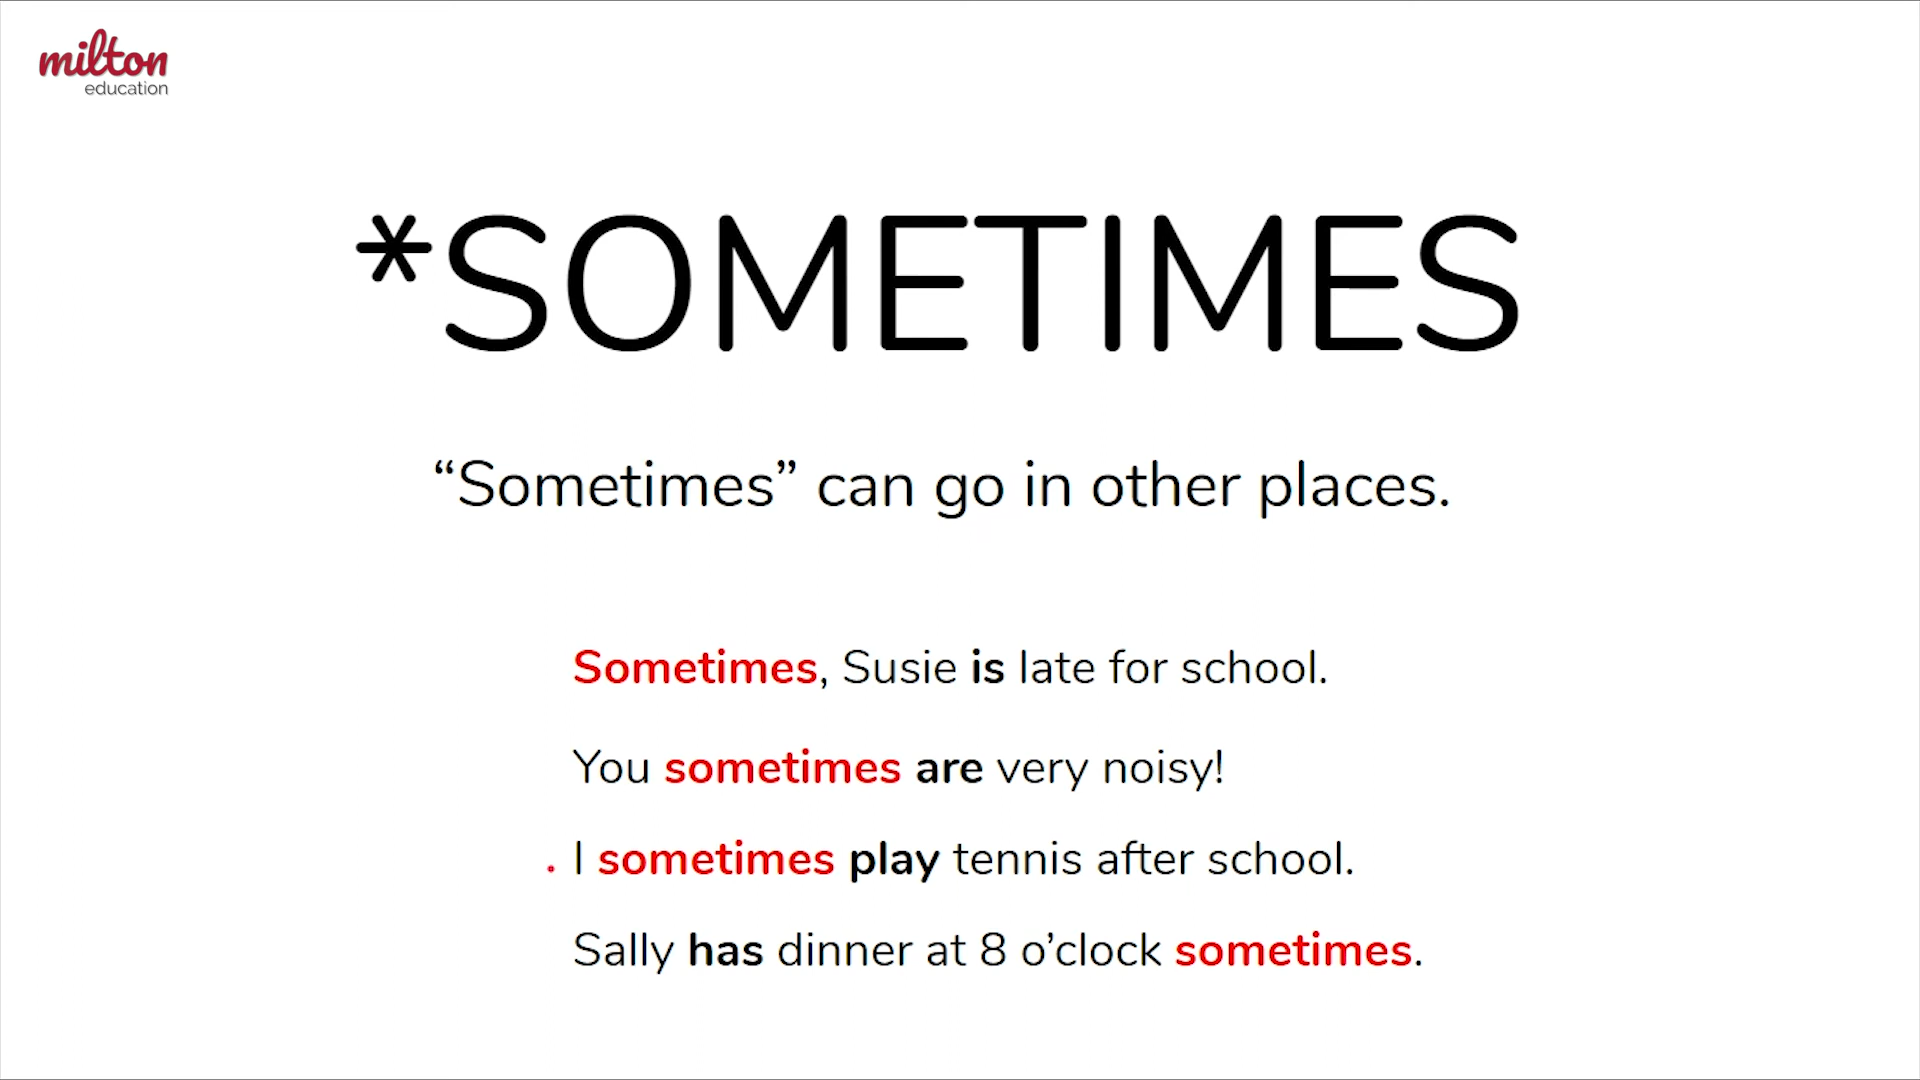 milton
education
*SOMETIMES
“Sometimes” can go in other places.
Sometimes, Susie is late for school.
You sometimes are very noisy!
I sometimes play tennis after school.
Sally has dinner at 8 o’clock sometimes.